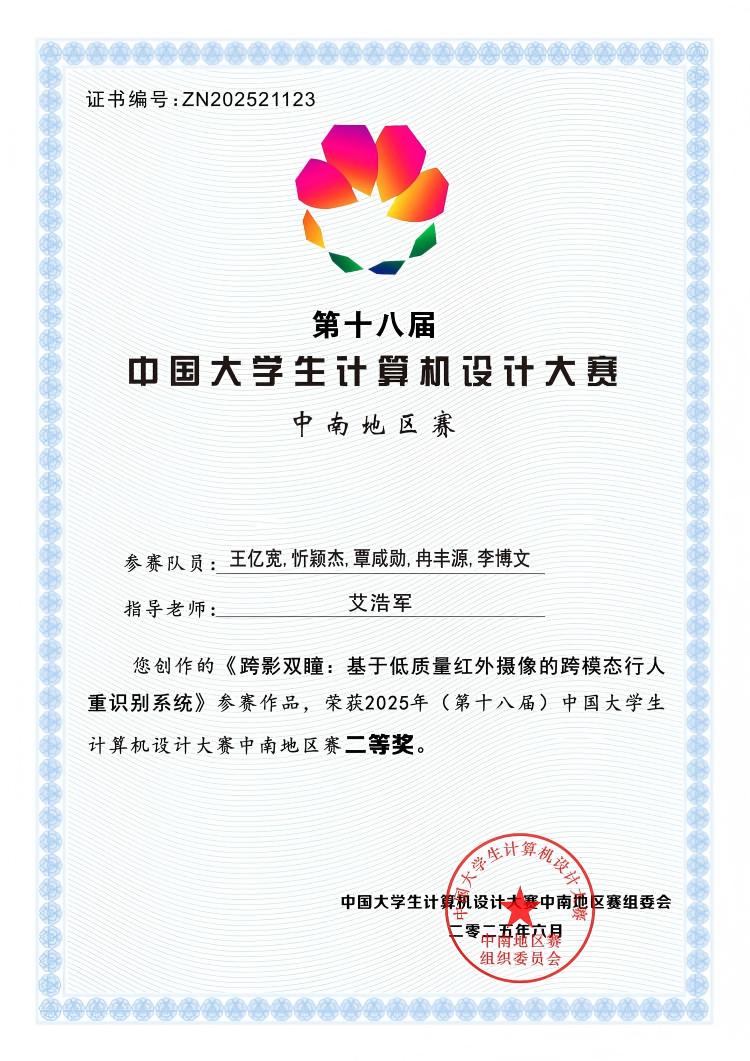 证书编号:ZN202521123
第十八届
中国大学生计算机设计大赛
中南地区赛
参赛队员:王亿宽,忻颖杰,覃咸勋,冉丰源,李博文
指导老师:艾浩军
您创作的《跨影双瞳：基于低质量红外摄像的跨模态行人
重识别系统》参赛作品，荣获2025年（第十八届）中国大学生
计算机设计大赛中南地区赛二等奖。
中国大学生计算机设计大赛中南地区赛组委会
二零二五年六月
中国大学生计算机设计大赛
中南地区赛
组织委员会